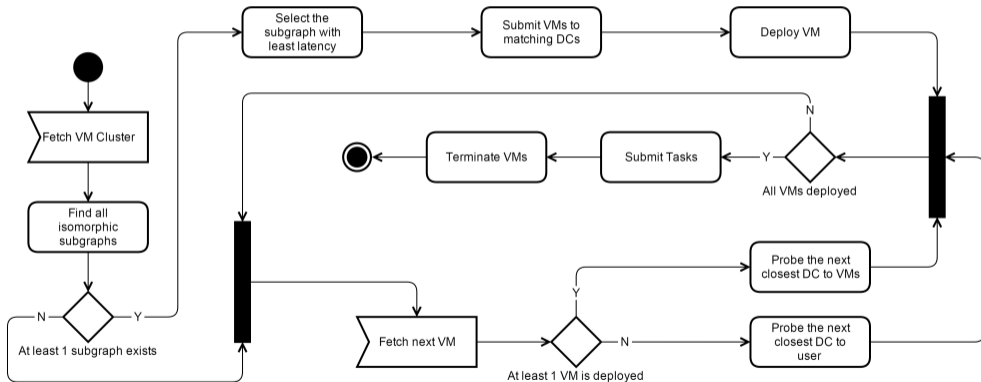 Select the
subgraph with
least latency
Submit VMs to
matching DCs
Deploy VM
Fetch VM Cluster
N
Terminate VMs
Submit Tasks
Y
All VMs deployed
Find all
isomorphic
subgraphs
Probe the next
closest DC to VMs
Y
N
Y
At least 1 subgraph exists
Fetch next VM
N
Probe the next
closest DC to
user
At least 1 VM is deployed